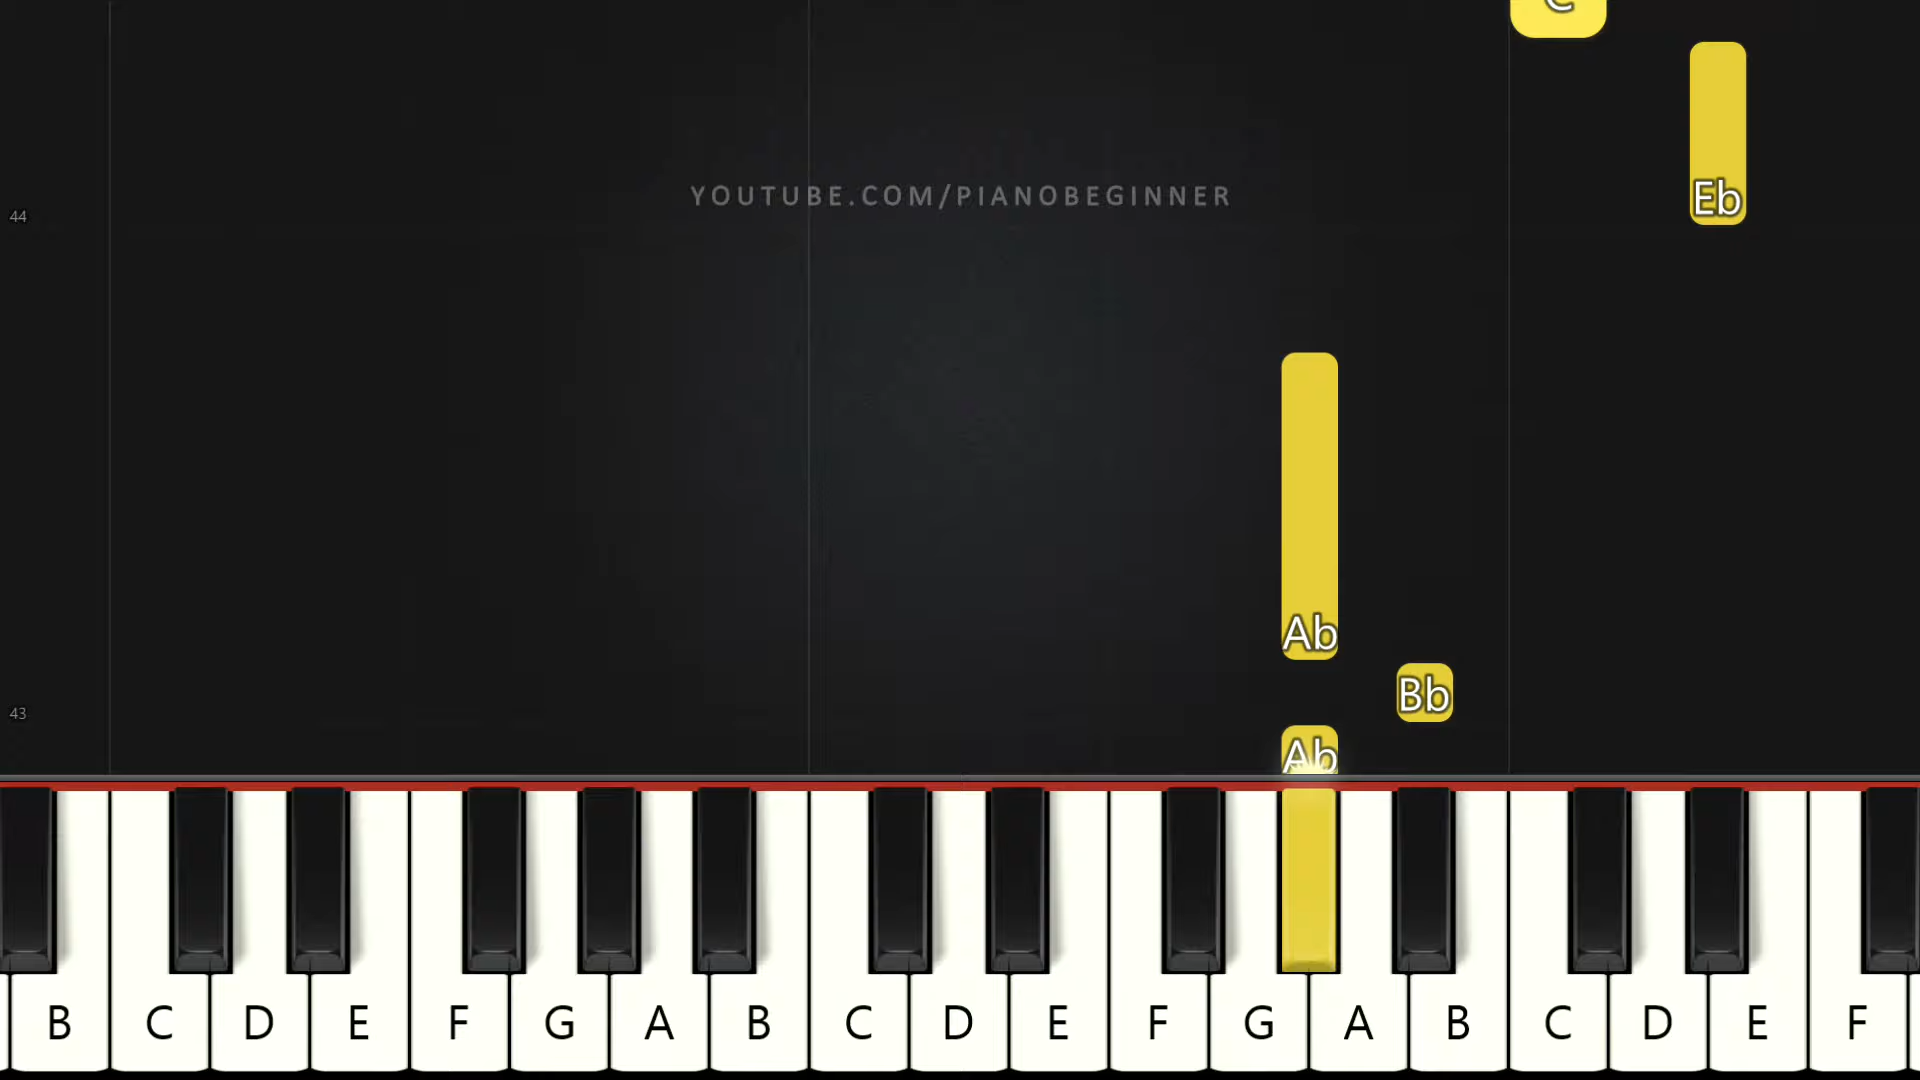 C
Eb
YOUTUBE.COM/PIANOBEGINNER
44
Ab
Bb
43
Ab
B C D E F G A B C D E F G A B C D E F